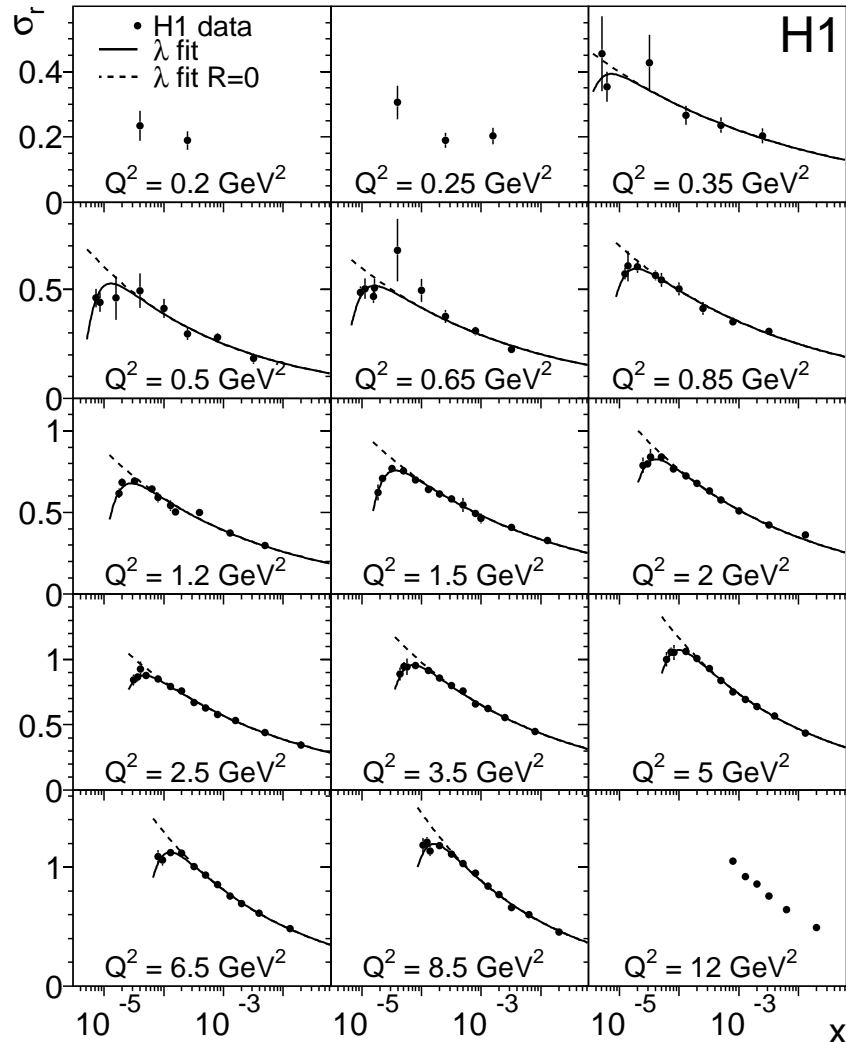 σr
H1 data
λ fit
λ fit R=0
H1
0.4
0.2
0
Q² = 0.2 GeV²
Q² = 0.25 GeV²
Q² = 0.35 GeV²
0.5
0
Q² = 0.5 GeV²
Q² = 0.65 GeV²
Q² = 0.85 GeV²
1
0.5
0
Q² = 1.2 GeV²
Q² = 1.5 GeV²
Q² = 2 GeV²
1
0.5
0
Q² = 2.5 GeV²
Q² = 3.5 GeV²
Q² = 5 GeV²
1
0
Q² = 6.5 GeV²
Q² = 8.5 GeV²
Q² = 12 GeV²
10⁻⁵ 10⁻³ 10⁻⁵ 10⁻³ 10⁻⁵ 10⁻³ x